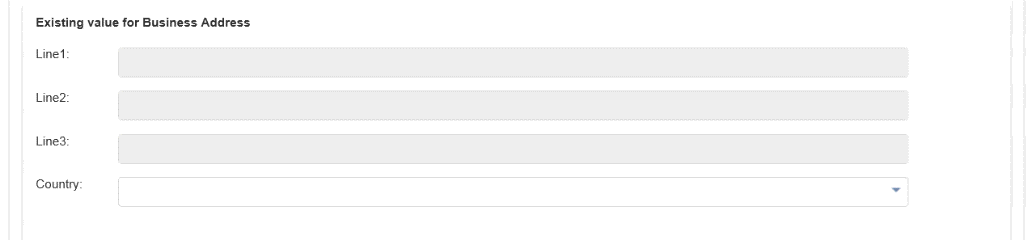 Existing value for Business Address
Line1:
Line2:
Line3:
Country: